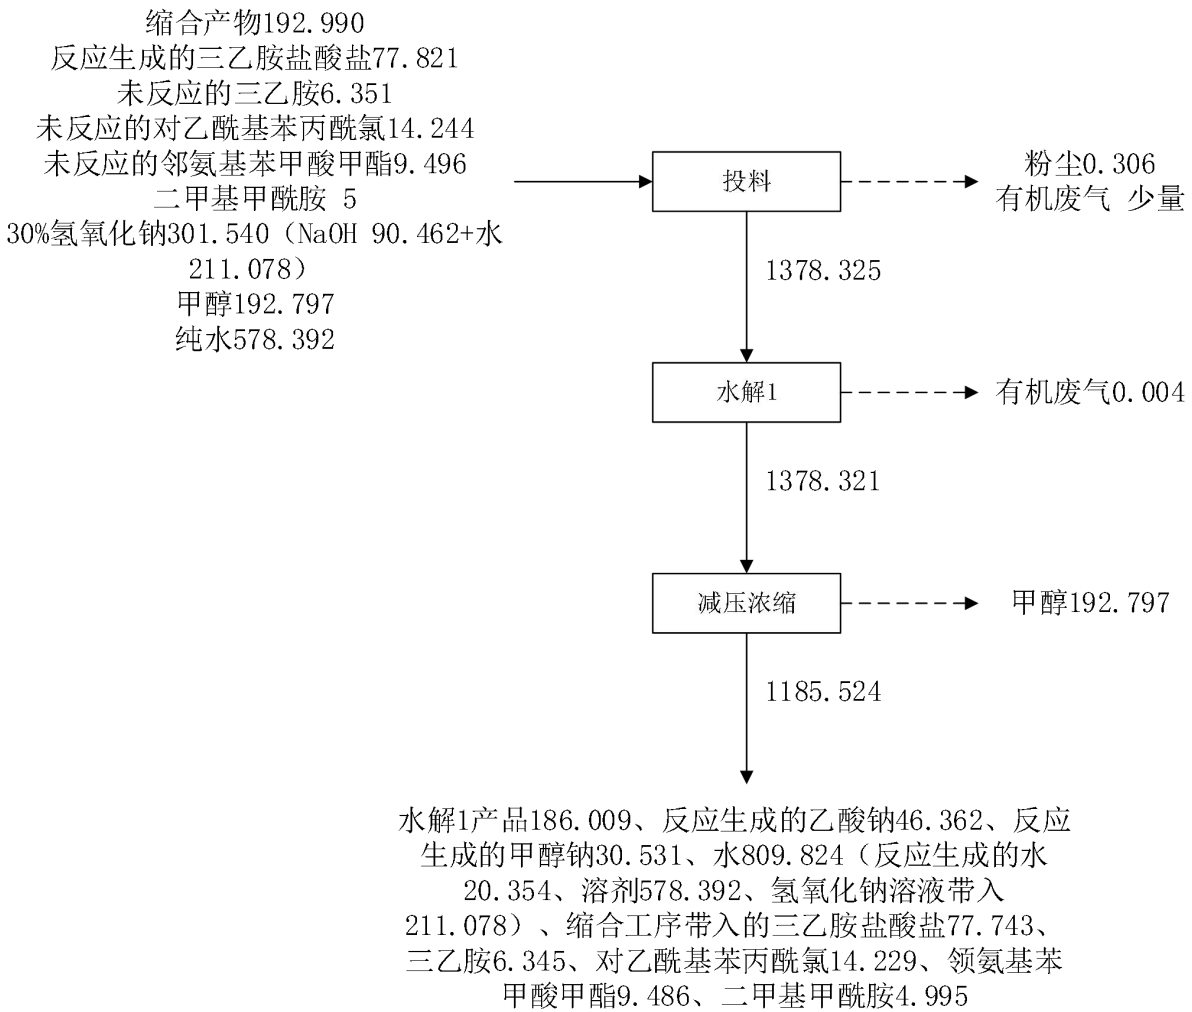 缩合产物192.990
反应生成的三乙胺盐酸盐77.821
未反应的三乙胺6.351
未反应的对乙酰基苯丙酰氯14.244
未反应的邻氨基苯甲酸甲酯9.496
二甲基甲酰胺 5
30%氢氧化钠301.540（NaOH 90.462+水
211.078）
甲醇192.797
纯水578.392
投料
粉尘0.306
有机废气 少量
1378.325
水解1
有机废气0.004
1378.321
减压浓缩
甲醇192.797
1185.524
水解1产品186.009、反应生成的乙酸钠46.362、反应
生成的甲醇钠30.531、水809.824（反应生成的水
20.354、溶剂578.392、氢氧化钠溶液带入
211.078）、缩合工序带入的三乙胺盐酸盐77.743、
三乙胺6.345、对乙酰基苯丙酰氯14.229、领氨基苯
甲酸甲酯9.486、二甲基甲酰胺4.995